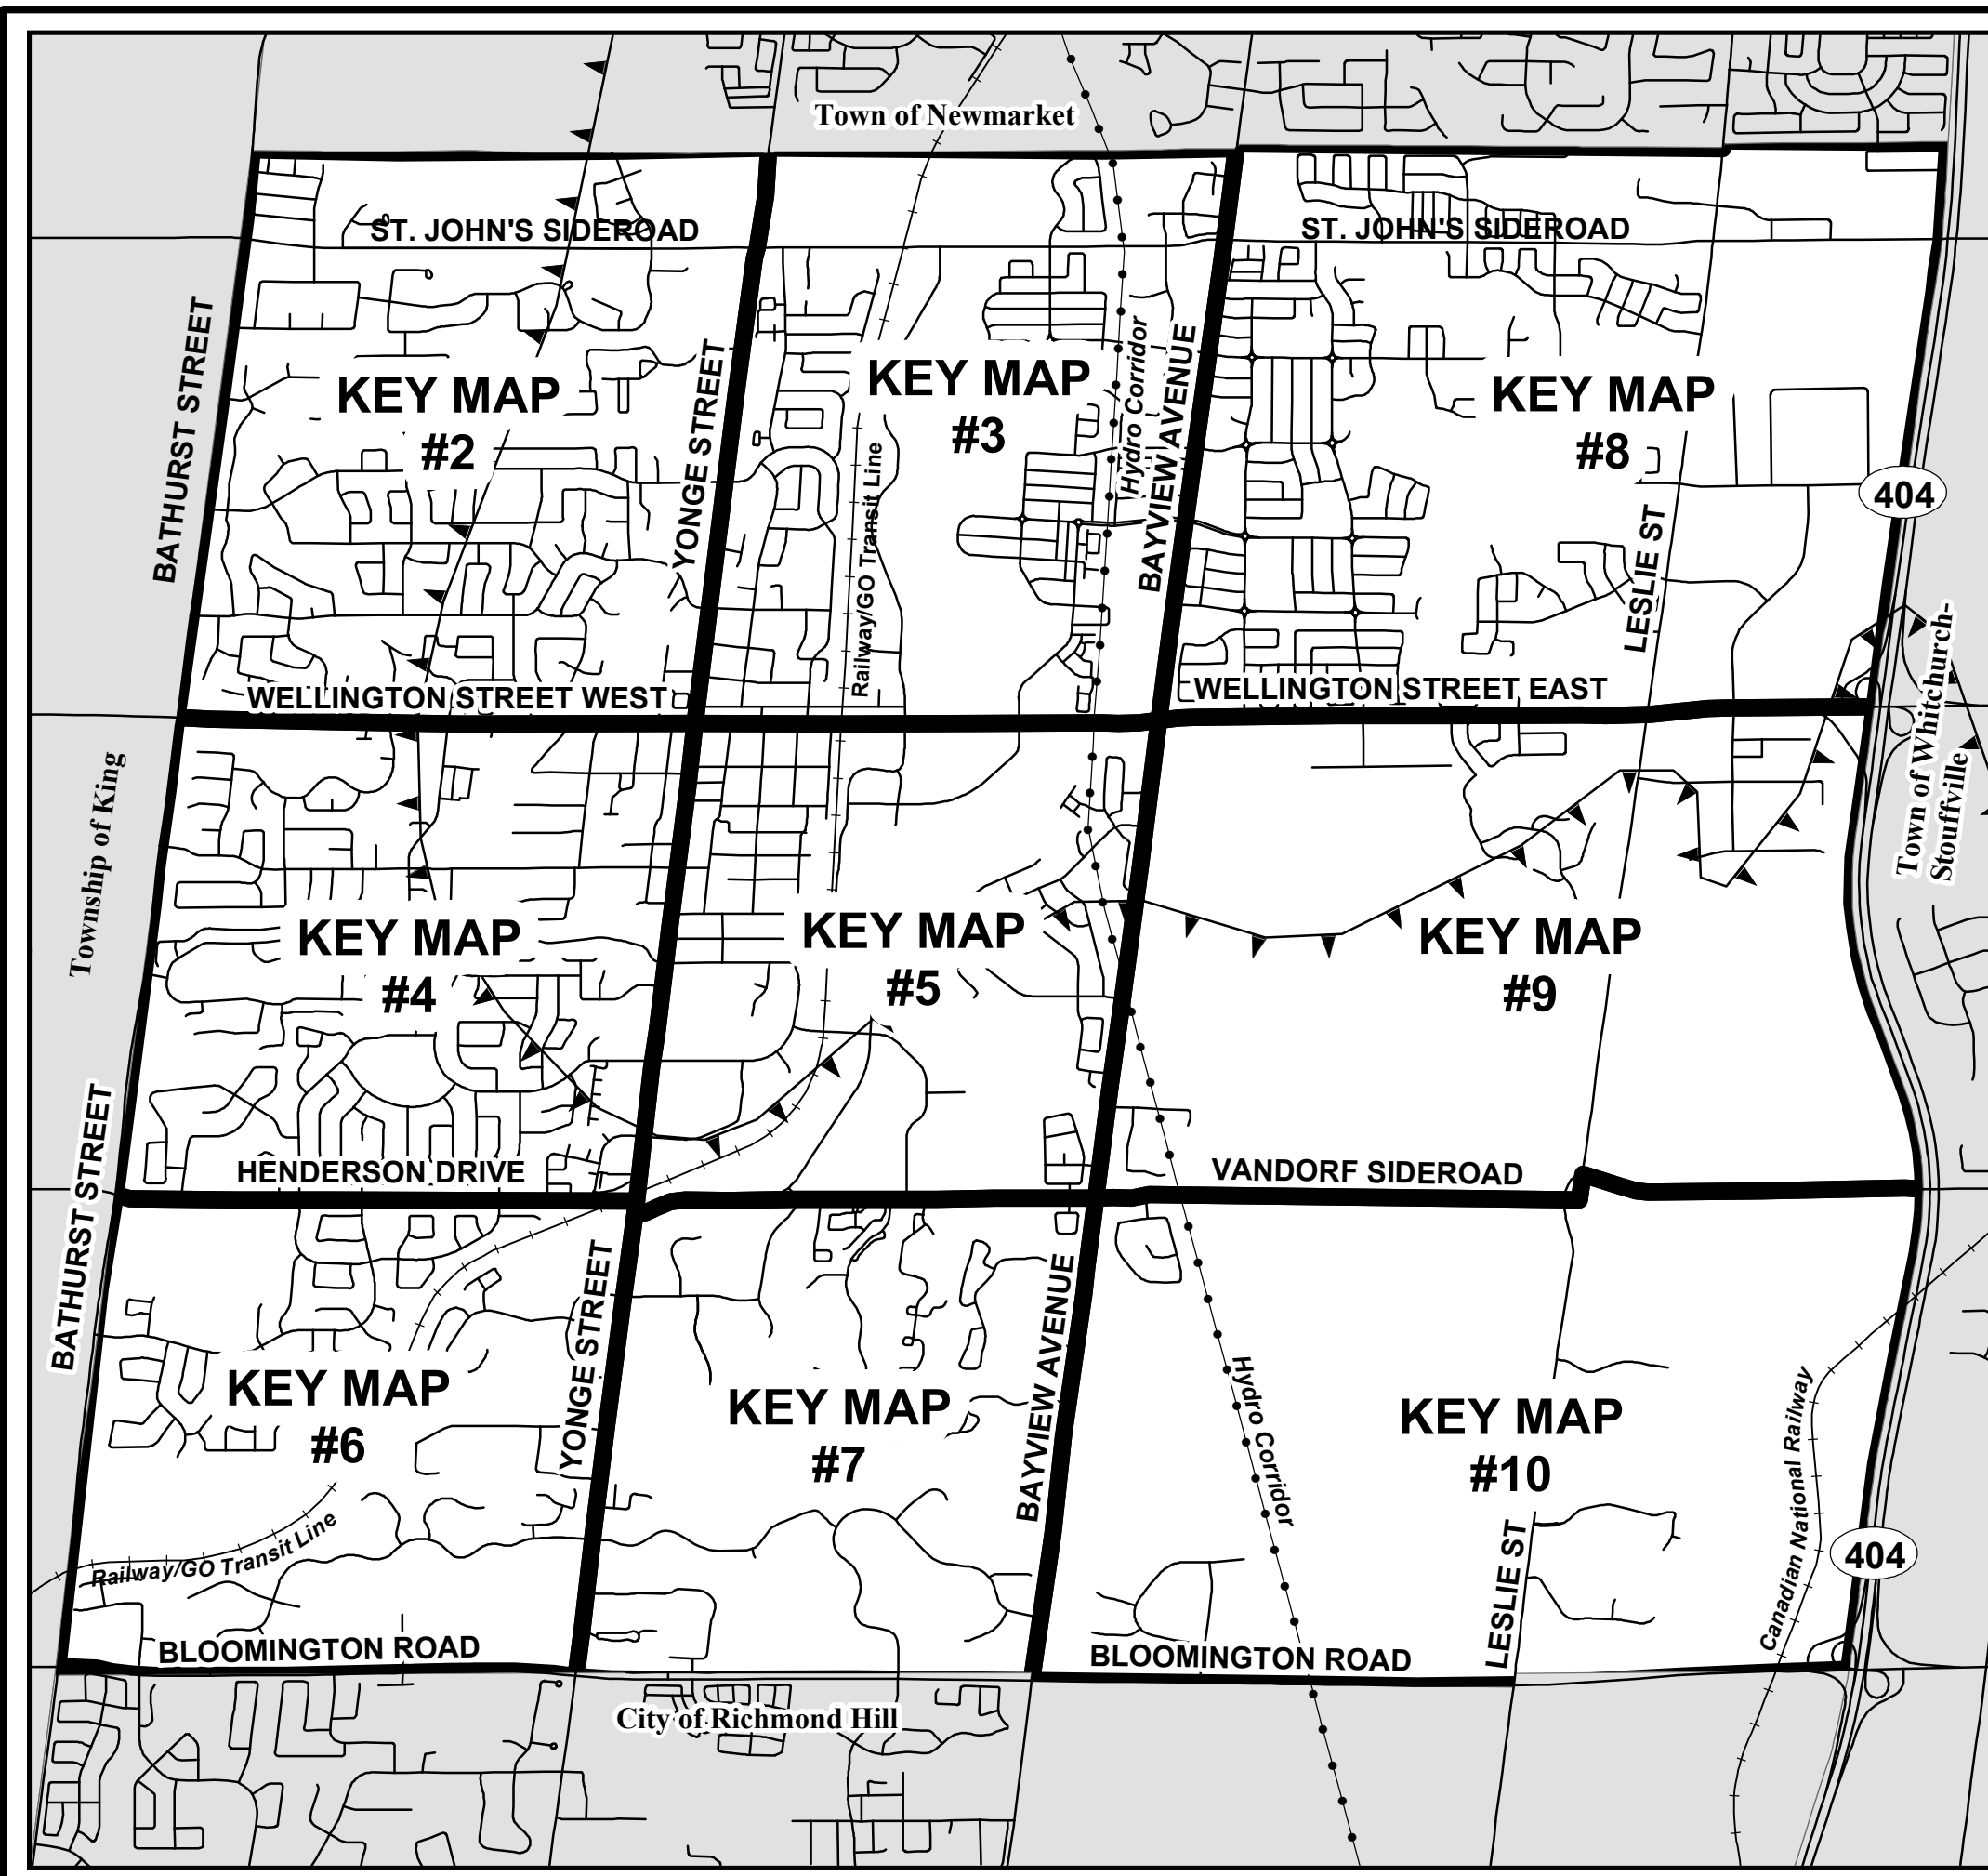 Town of Newmarket
ST. JOHN'S SIDEROAD
ST. JOHN'S SIDEROAD
BATHURST STREET
KEY MAP
#2
YONGE STREET
KEY MAP
#3
Hydro Corridor
BAYVIEW AVENUE
Railway/GO Transit Line
KEY MAP
#8
LESLIE ST
404
WELLINGTON STREET WEST
WELLINGTON STREET EAST
Town of Whitchurch-
Stouffville
Township of King
KEY MAP
#4
KEY MAP
#5
KEY MAP
#9
BATHURST STREET
HENDERSON DRIVE
VANDORF SIDEROAD
KEY MAP
#6
YONGE STREET
KEY MAP
#7
BAYVIEW AVENUE
Hydro Corridor
KEY MAP
#10
LESLIE ST
Canadian National Railway
404
Railway/GO Transit Line
BLOOMINGTON ROAD
BLOOMINGTON ROAD
City of Richmond Hill